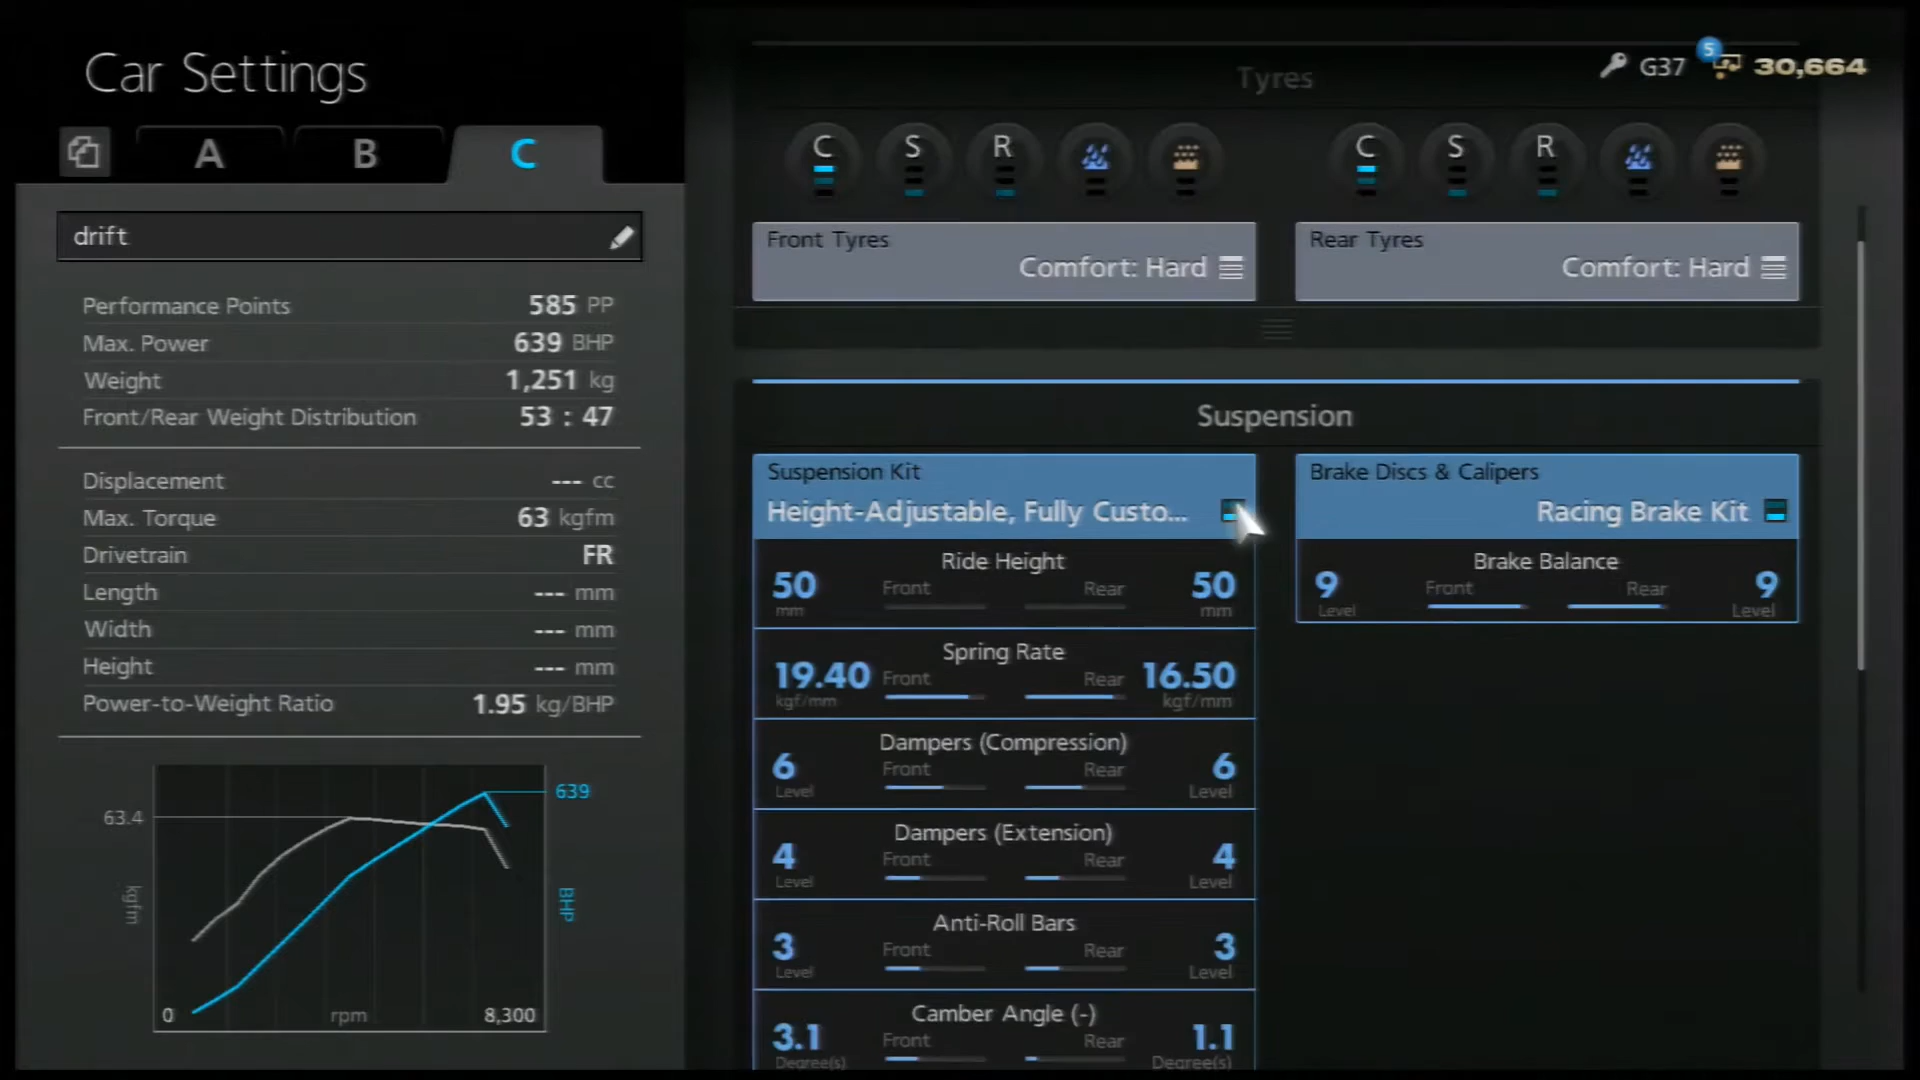 Car Settings
G37
5
30,664
A
B
C
drift
Performance Points 585 PP
Max. Power 639 BHP
Weight 1,251 kg
Front/Rear Weight Distribution 53 : 47
Displacement --- cc
Max. Torque 63 kgfm
Drivetrain FR
Length --- mm
Width --- mm
Height --- mm
Power-to-Weight Ratio 1.95 kg/BHP
639
63.4
kgfm
BHP
0 rpm 8,300
Tyres
C S R
C S R
Front Tyres
Comfort: Hard
Rear Tyres
Comfort: Hard
Suspension
Suspension Kit
Height-Adjustable, Fully Custo...
Ride Height
50 mm Front Rear 50 mm
Spring Rate
19.40 kgf/mm Front Rear 16.50 kgf/mm
Dampers (Compression)
6 Level Front Rear 6 Level
Dampers (Extension)
4 Level Front Rear 4 Level
Anti-Roll Bars
3 Level Front Rear 3 Level
Camber Angle (-)
3.1 Degree(s) Front Rear 1.1 Degree(s)
Brake Discs & Calipers
Racing Brake Kit
Brake Balance
9 Level Front Rear 9 Level